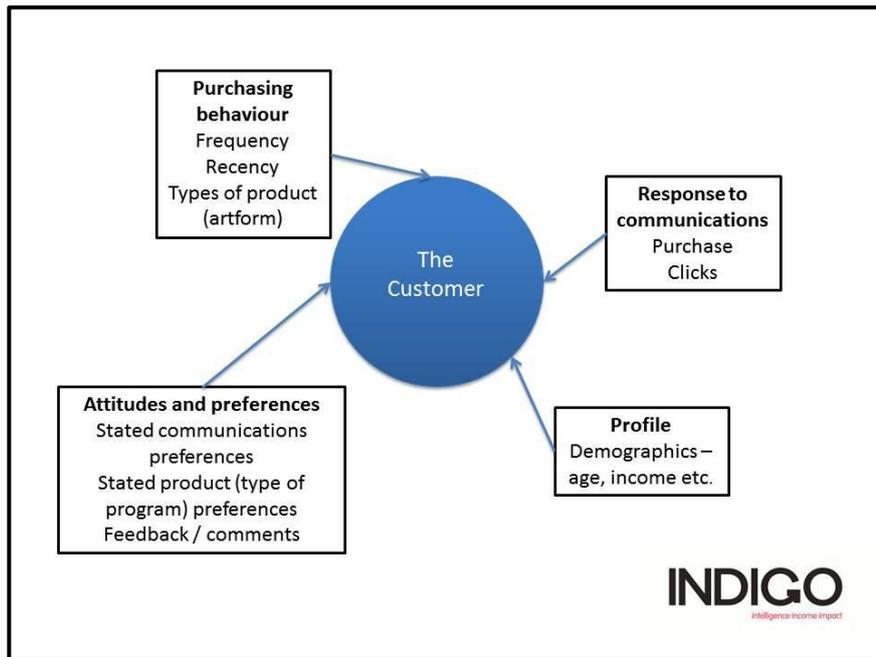 Purchasing
behaviour
Frequency
Recency
Types of product
(artform)
The
Customer
Response to
communications
Purchase
Clicks
Attitudes and preferences
Stated communications
preferences
Stated product (type of
program) preferences
Feedback / comments
Profile
Demographics –
age, income etc.
INDIGO
intelligence income impact